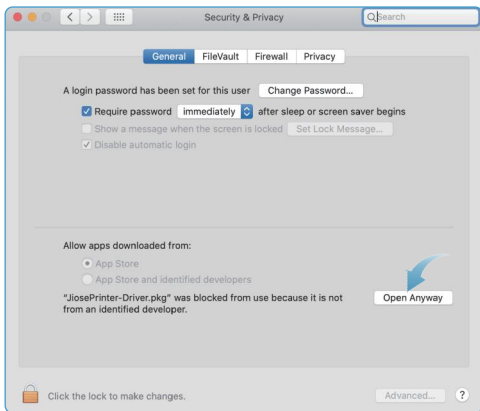 Security & Privacy
Search
General FileVault Firewall Privacy
A login password has been set for this user Change Password...
Require password immediately after sleep or screen saver begins
Show a message when the screen is locked Set Lock Message...
Disable automatic login
Allow apps downloaded from:
App Store
App Store and identified developers
"JiosePrinter-Driver.pkg" was blocked from use because it is not
from an identified developer.
Open Anyway
Click the lock to make changes.
Advanced...
?